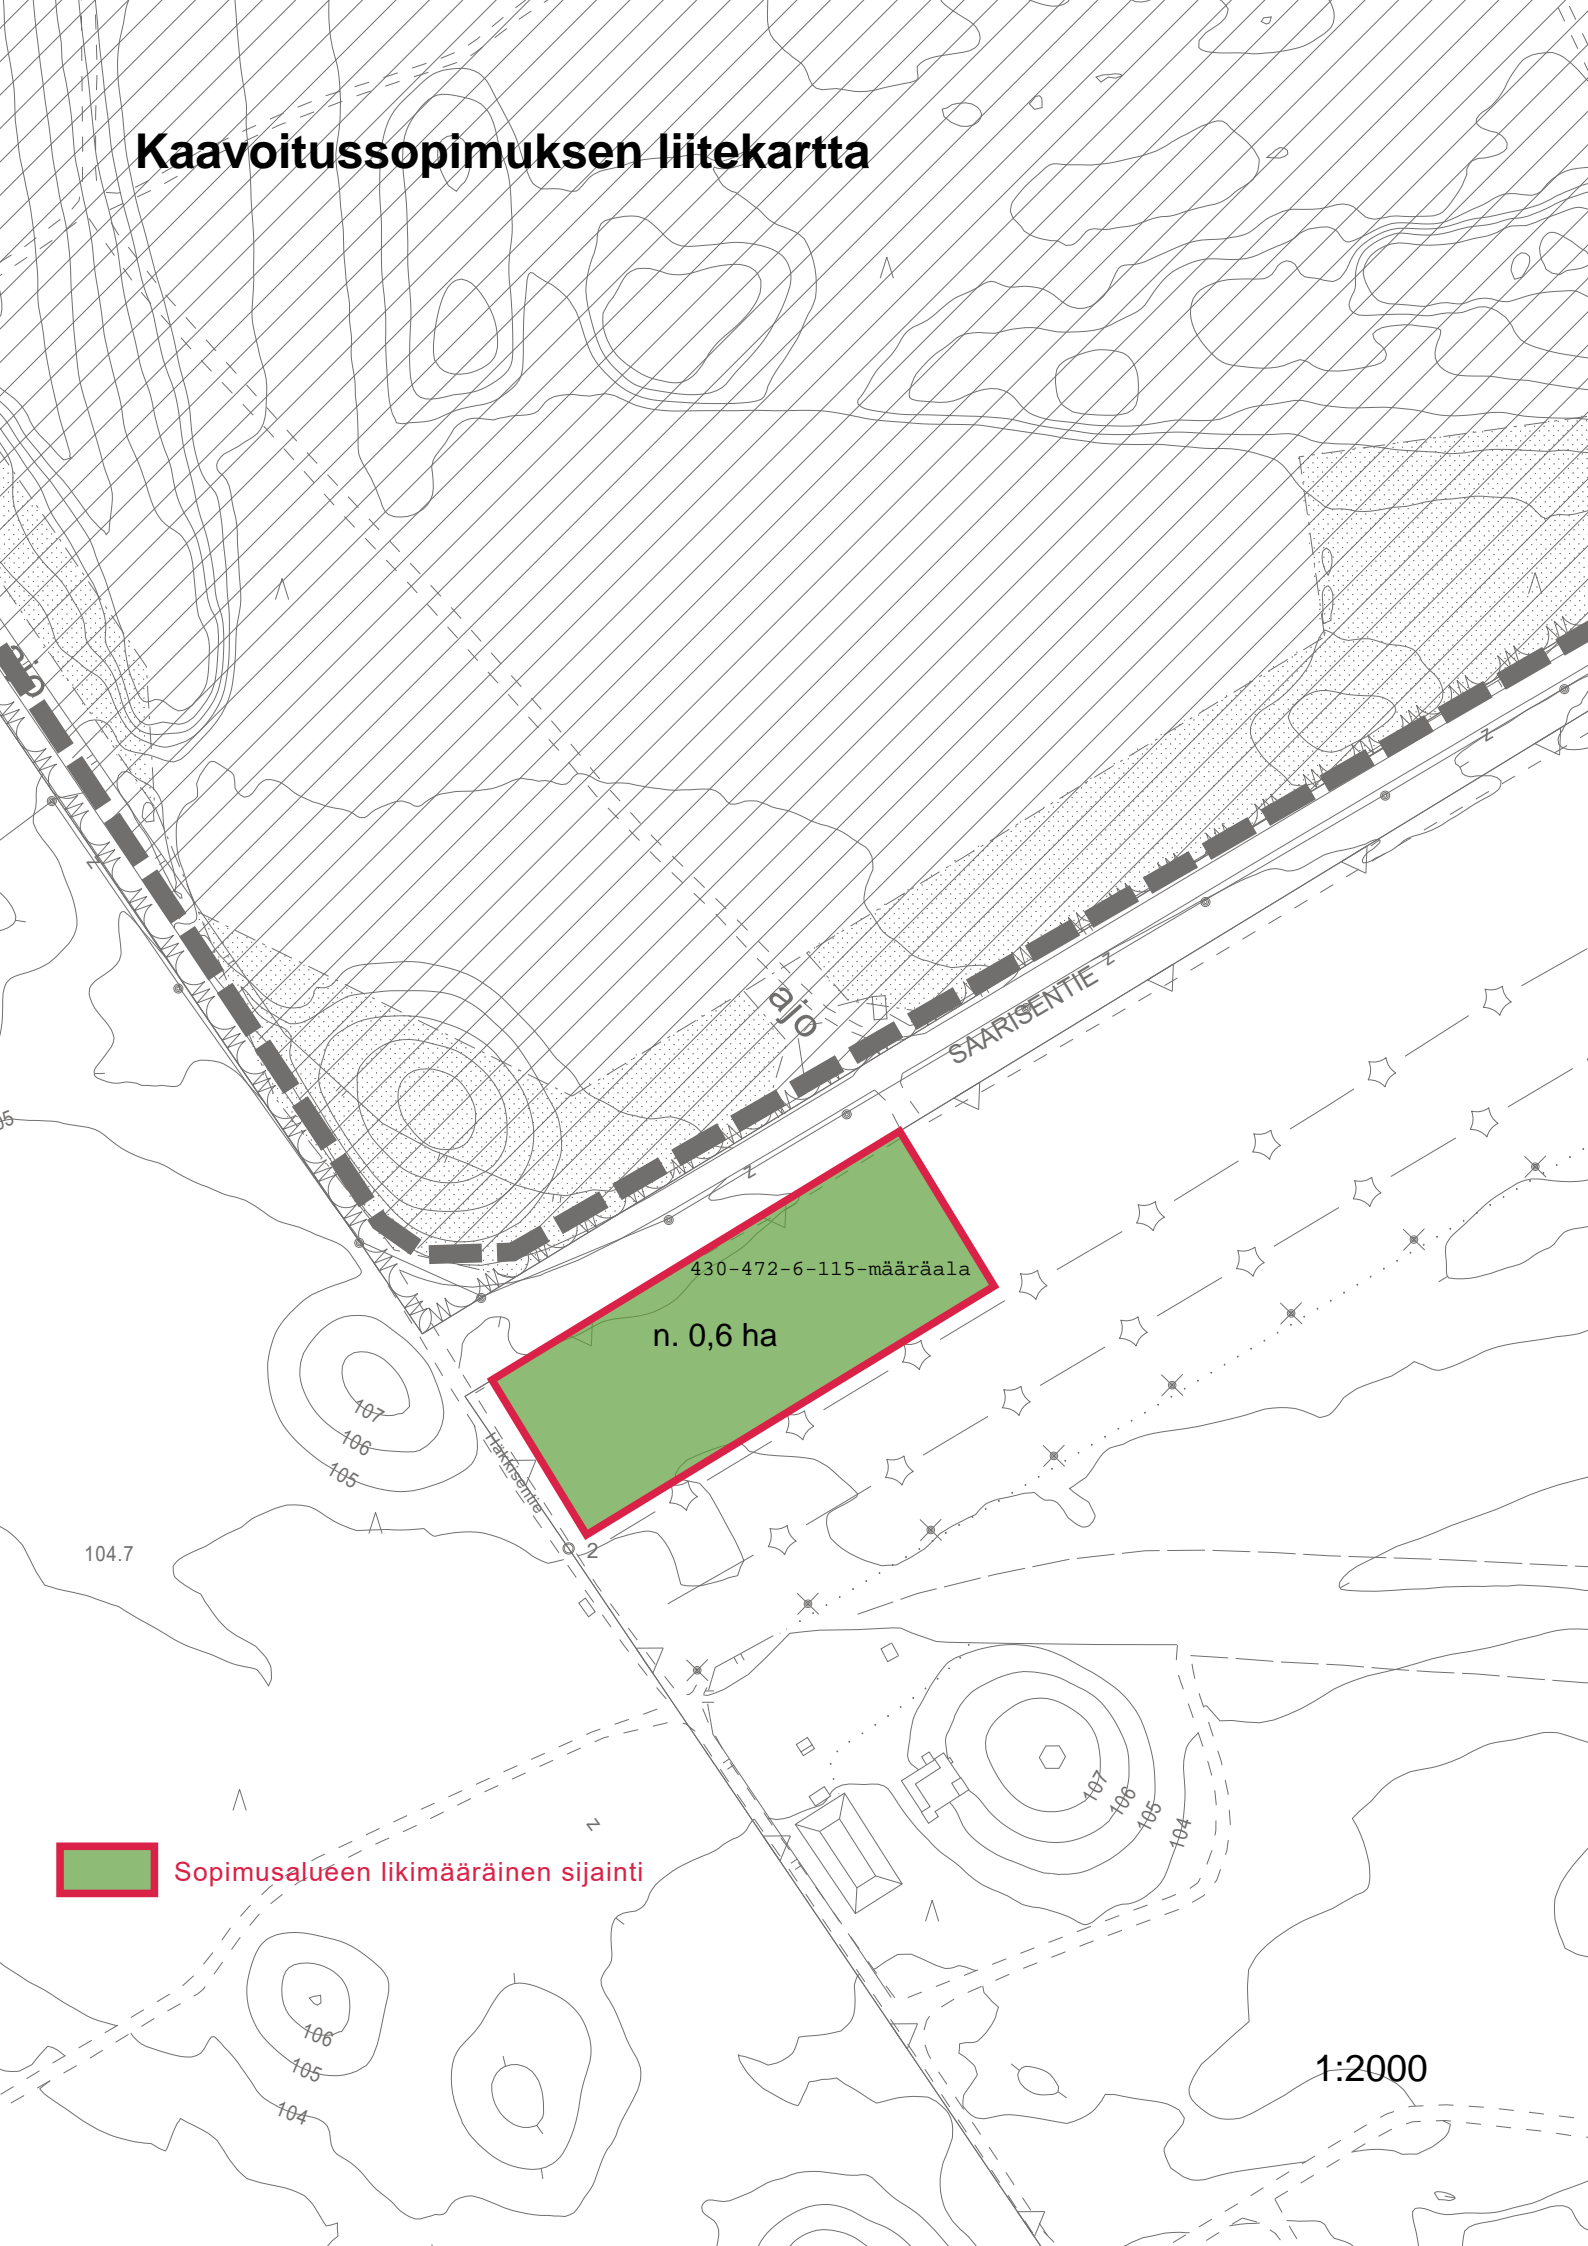 Kaavoitussopimuksen liitekartta
ajo
z
z
SAARISENTIE
z
ajo
z
430-472-6-115-määräala
n. 0,6 ha
107
106
105
Häkkisentie
104.7
2
z
107
106
105
104
Sopimusalueen likimääräinen sijainti
106
105
104
1:2000